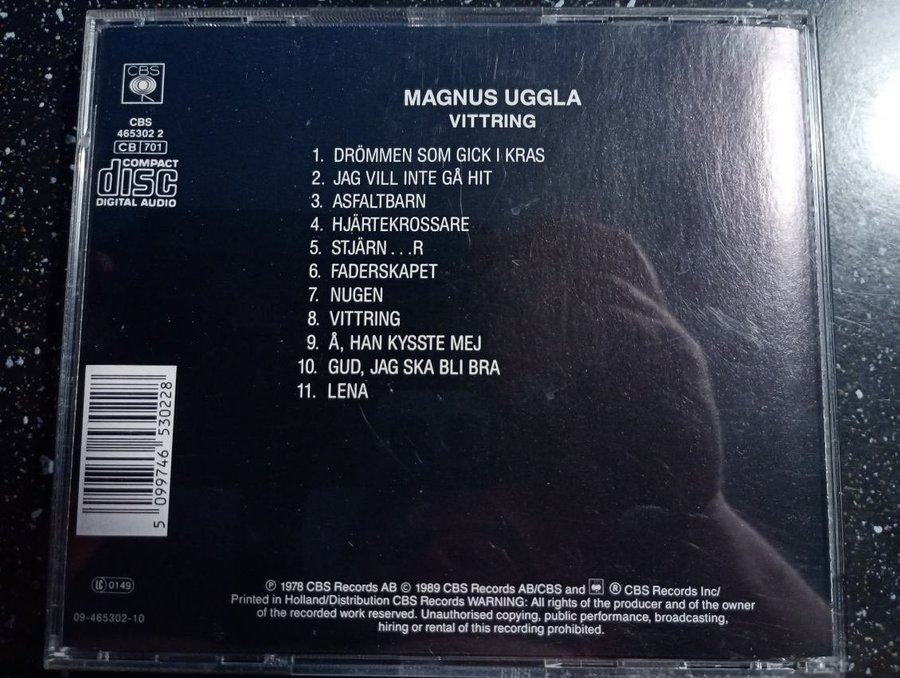 CBS
CBS
465302 2
CB 701
COMPACT
disc
DIGITAL AUDIO
MAGNUS UGGLA
VITTRING
1. DRÖMMEN SOM GICK I KRAS
2. JAG VILL INTE GÅ HIT
3. ASFALTBARN
4. HJÄRTEKROSSARE
5. STJÄRN...R
6. FADERSKAPET
7. NUGEN
8. VITTRING
9. Å, HAN KYSSTE MEJ
10. GUD, JAG SKA BLI BRA
11. LENA
5 099746 530228
LC 0149
09-465302-10
℗ 1978 CBS Records AB © 1989 CBS Records AB/CBS and ® CBS Records Inc/
Printed in Holland/Distribution CBS Records WARNING: All rights of the producer and of the owner
of the recorded work reserved. Unauthorised copying, public performance, broadcasting,
hiring or rental of this recording prohibited.